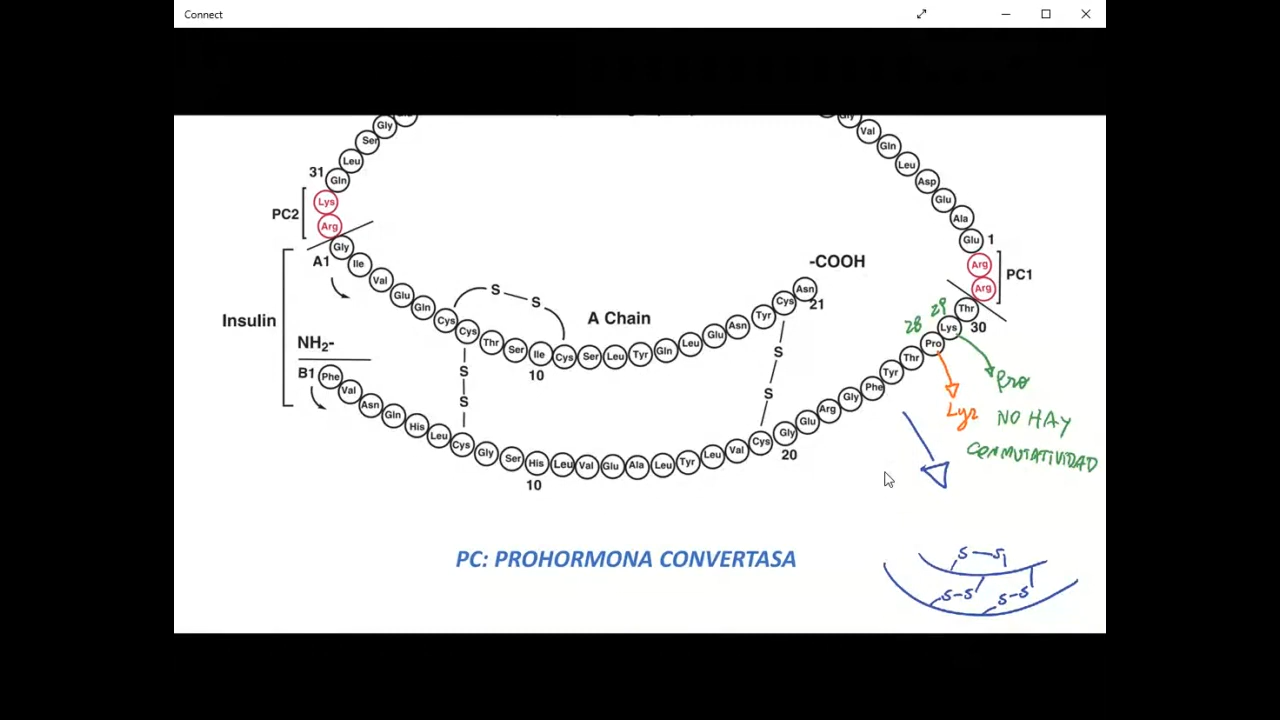 Connect
Gly
Ser
Leu
31
Gln
Lys
PC2
Arg
Gly
Val
Gln
Leu
Asp
Glu
Ala
Glu 1
Arg
PC1
Arg
Insulin
A1 Gly Ile Val Glu Gln Cys Cys Thr Ser Ile Cys Ser Leu Tyr Gln Leu Glu Asn Tyr Cys Asn
10
21
-COOH
S S
A Chain
S
S
S
S
NH2-
B1 Phe Val Asn Gln His Leu Cys Gly Ser His Leu Val Glu Ala Leu Tyr Leu Val Cys Gly Glu Arg Gly Phe Tyr Thr Pro Lys Thr
10
20
30
28 29
Pro
Lys
NO HAY
CONMUTATIVIDAD
PC: PROHORMONA CONVERTASA
S-S
S-S S-S